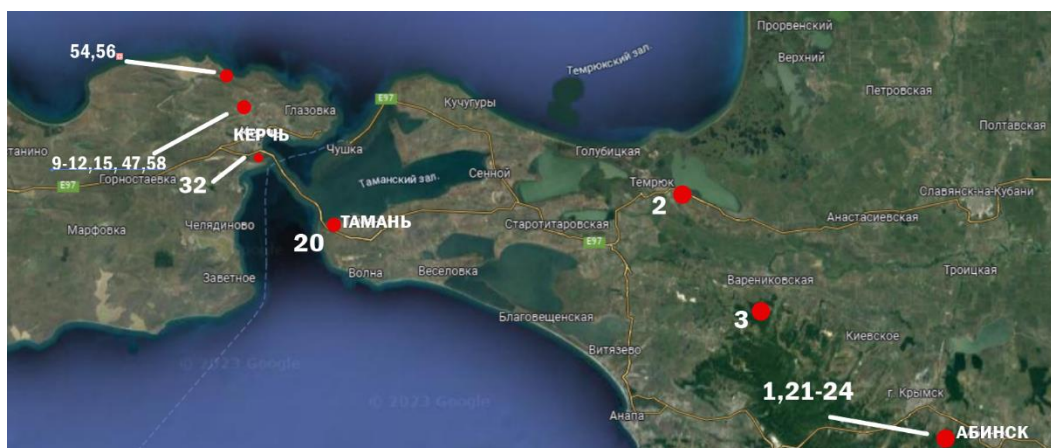 Прорвенский
54,56
Темрюкский зал.
Верхний
Петровская
Глазовка
E97
Кучугуры
Полтавская
КЕРЧЬ
Чушка
Голубицкая
танино
9-12,15, 47,58
E97
Горностаевка
32
Таманский зал.
Сенной
Темрюк
2
Славянск-на-Кубани
Марфовка
Челядиново
20
ТАМАНЬ
Старотитаровская
E97
Анастасиевская
Заветное
Волна
Веселовка
Варениковская
Троицкая
Благовещенская
3
Киевское
© 2023 Google
Витязево
© 2023 Google
1,21-24
г. Крымск
Анапа
АБИНСК